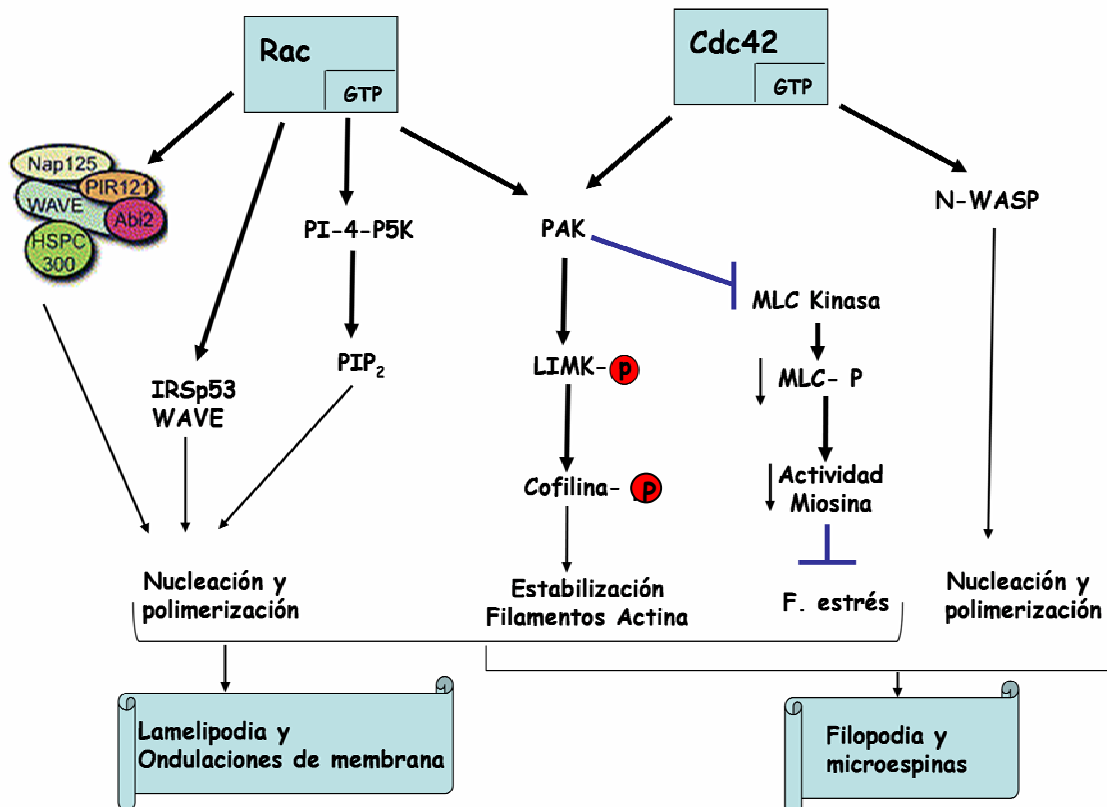 Rac
GTP
Cdc42
GTP
Nap125
PIR121
WAVE
Abi2
HSPC
300
PI-4-P5K
PAK
N-WASP
MLC Kinasa
IRSp53
WAVE
PIP2
LIMK- P
MLC- P
Cofilina- P
Actividad
Miosina
Nucleación y
polimerización
Estabilización
Filamentos Actina
F. estrés
Nucleación y
polimerización
Lamelipodia y
Ondulaciones de membrana
Filopodia y
microespinas